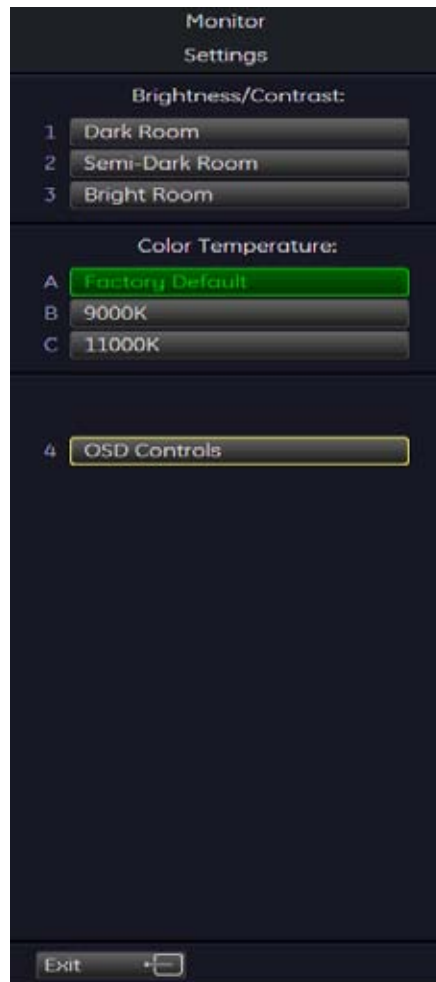 Monitor
Settings
Brightness/Contrast:
1 Dark Room
2 Semi-Dark Room
3 Bright Room
Color Temperature:
A Factory Default
B 9000K
C 11000K
4 OSD Controls
Exit